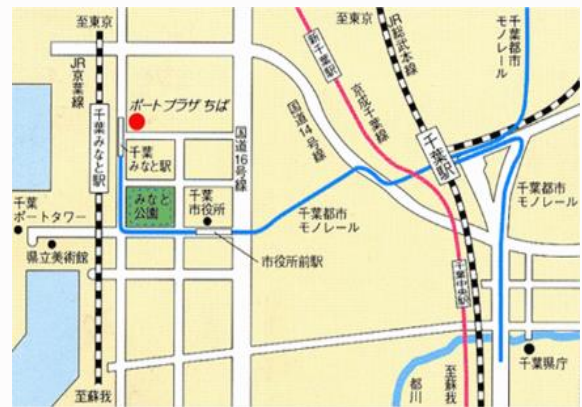 至東京
JR京葉線
千葉みなと駅
ポートプラザ ちば
千葉
みなと駅
みなと
公園
千葉
市役所
国道16号線
千葉
ポートタワー
県立美術館
市役所前駅
至蘇我
新千葉駅
京成千葉線
国道14号線
至東京
JR総武本線
千葉都市
モノレール
千葉駅
千葉都市
モノレール
千葉都市
モノレール
千葉中央駅
至蘇我
都川
千葉県庁